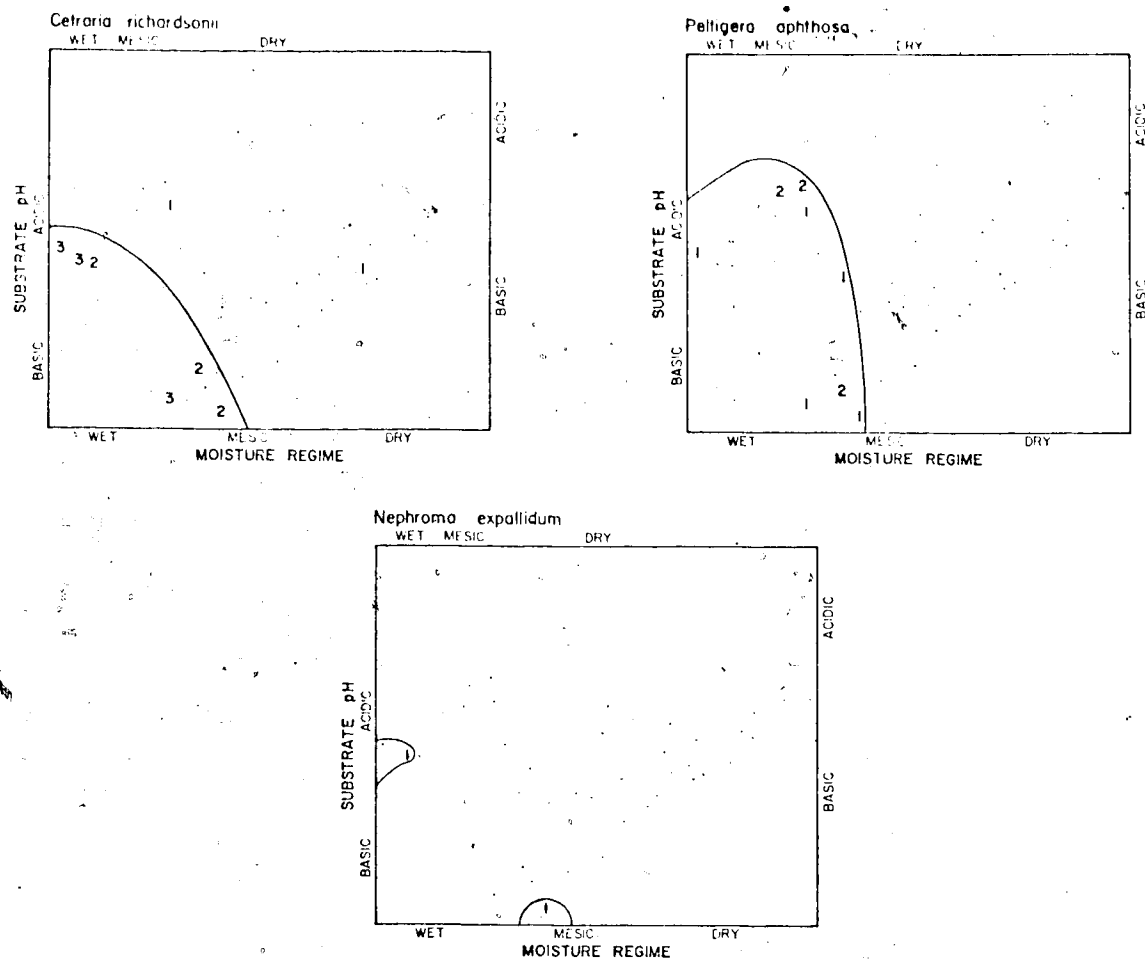 Cetraria richardsonii
WET MESIC DRY
ACIDIC
BASIC
SUBSTRATE pH
ACIDIC
BASIC
1
1
3
3 2
2
3
2
WET MESIC DRY
MOISTURE REGIME
Peltigera aphthosa
WET MESIC DRY
ACIDIC
BASIC
SUBSTRATE pH
ACIDIC
BASIC
2 2
1
1
1
2
1
1
WET MESIC DRY
MOISTURE REGIME
Nephroma expallidum
WET MESIC DRY
ACIDIC
BASIC
SUBSTRATE pH
ACIDIC
BASIC
1
1
WET MESIC DRY
MOISTURE REGIME